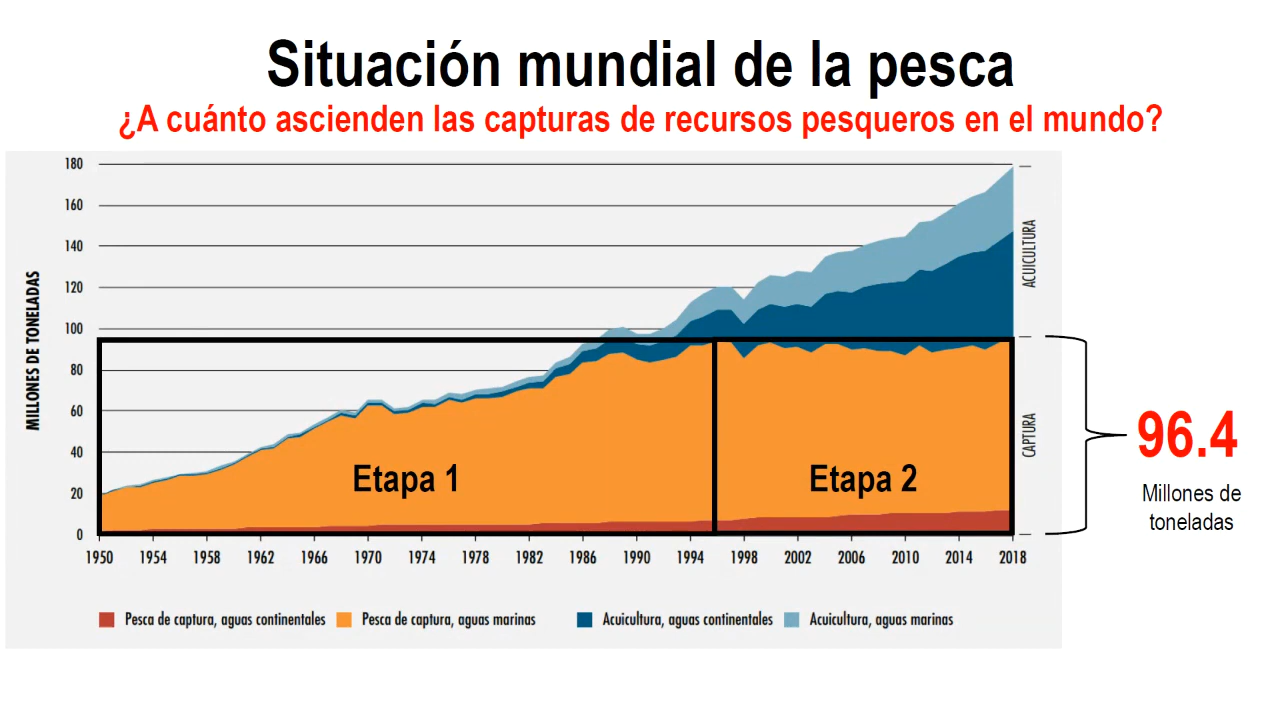 Situación mundial de la pesca
¿A cuánto ascienden las capturas de recursos pesqueros en el mundo?
180
160
140
120
100
80
60
40
20
0
MILLONES DE TONELADAS
Etapa 1
Etapa 2
ACUICULTURA
CAPTURA
96.4
Millones de
toneladas
1950 1954 1958 1962 1966 1970 1974 1978 1982 1986 1990 1994 1998 2002 2006 2010 2014 2018
Pesca de captura, aguas continentales Pesca de captura, aguas marinas Acuicultura, aguas continentales Acuicultura, aguas marinas